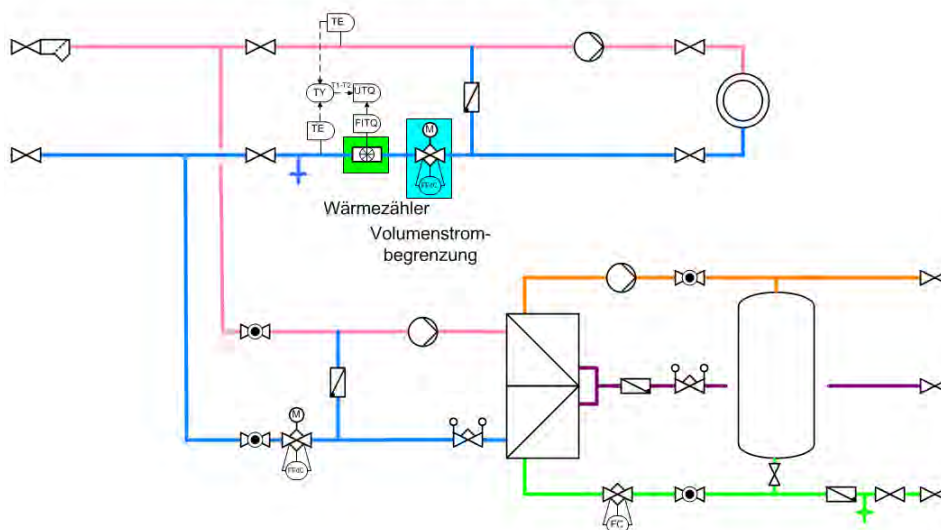 TE
TY
T1-T2
UTQ
TE
FITQ
M
Wärmezähler
Volumenstrom-
begrenzung
M
FC